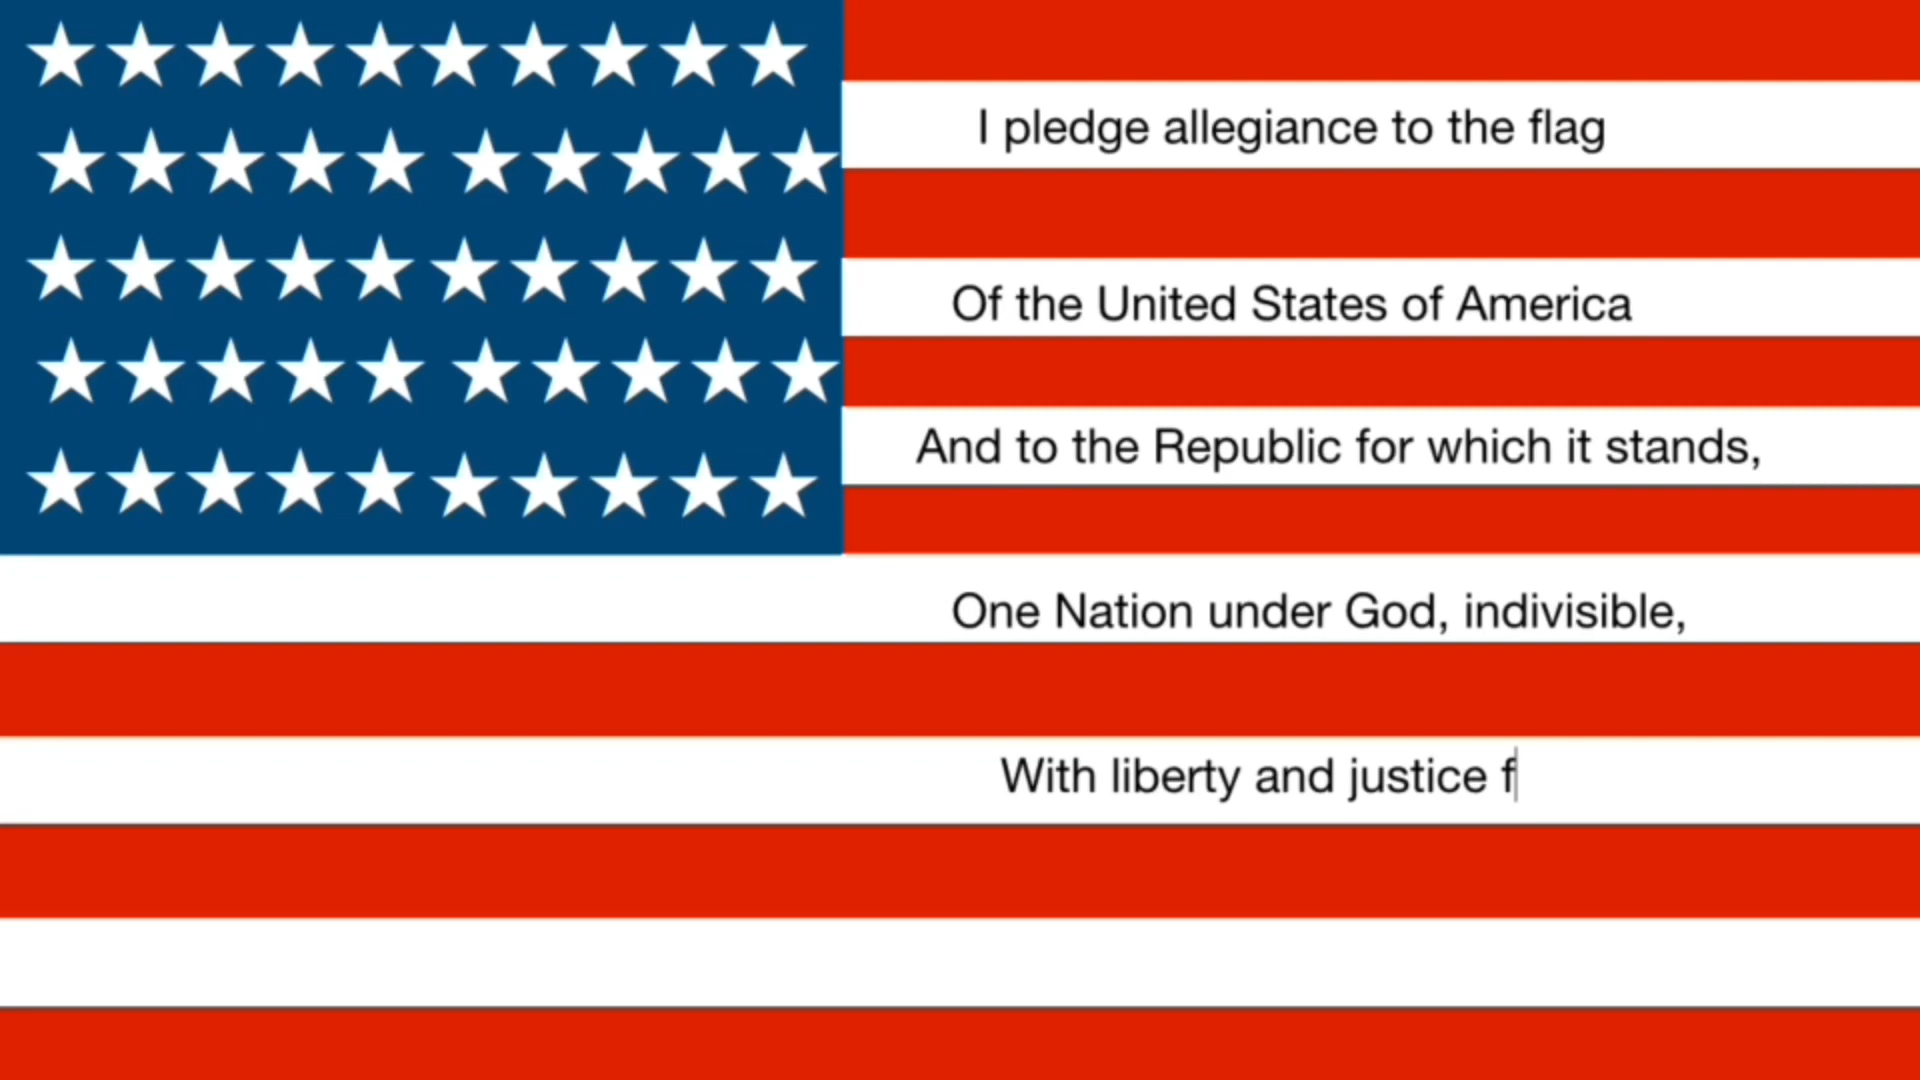 I pledge allegiance to the flag
Of the United States of America
And to the Republic for which it stands,
One Nation under God, indivisible,
With liberty and justice f